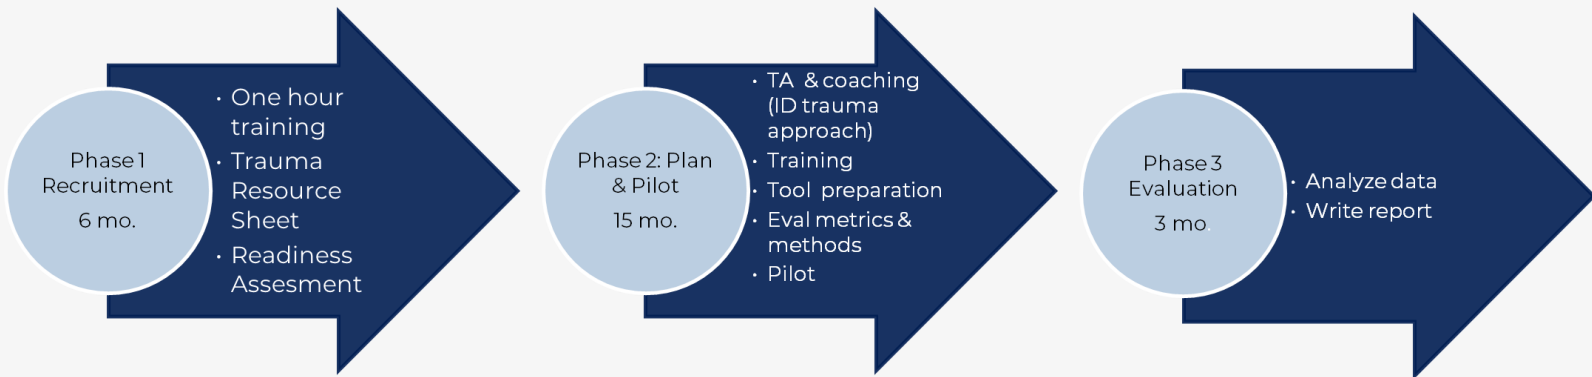 Phase 1
Recruitment
6 mo.
• One hour
training
• Trauma
Resource
Sheet
• Readiness
Assesment
Phase 2: Plan
& Pilot
15 mo.
• TA & coaching
(ID trauma
approach)
• Training
• Tool preparation
• Eval metrics &
methods
• Pilot
Phase 3
Evaluation
3 mo.
• Analyze data
• Write report